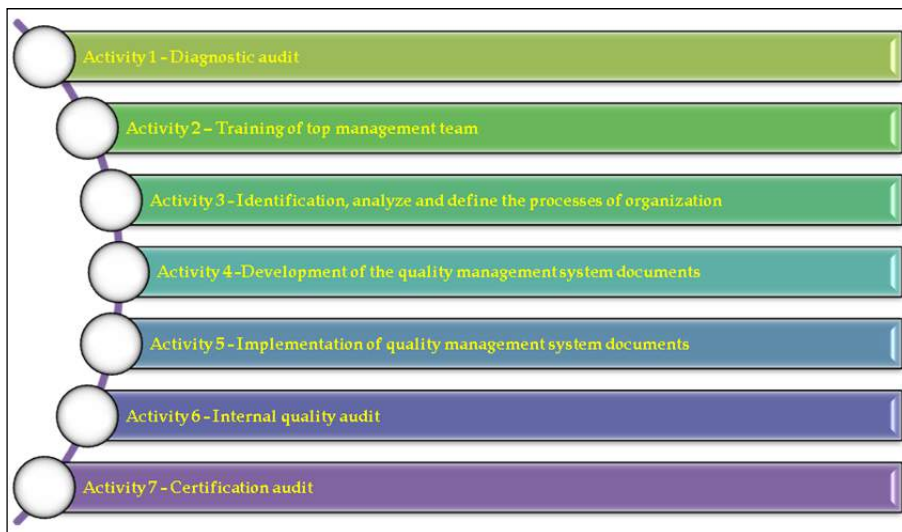 Activity 1 - Diagnostic audit
Activity 2 – Training of top management team
Activity 3 - Identification, analyze and define the processes of organization
Activity 4 -Development of the quality management system documents
Activity 5 - Implementation of quality management system documents
Activity 6 - Internal quality audit
Activity 7 - Certification audit